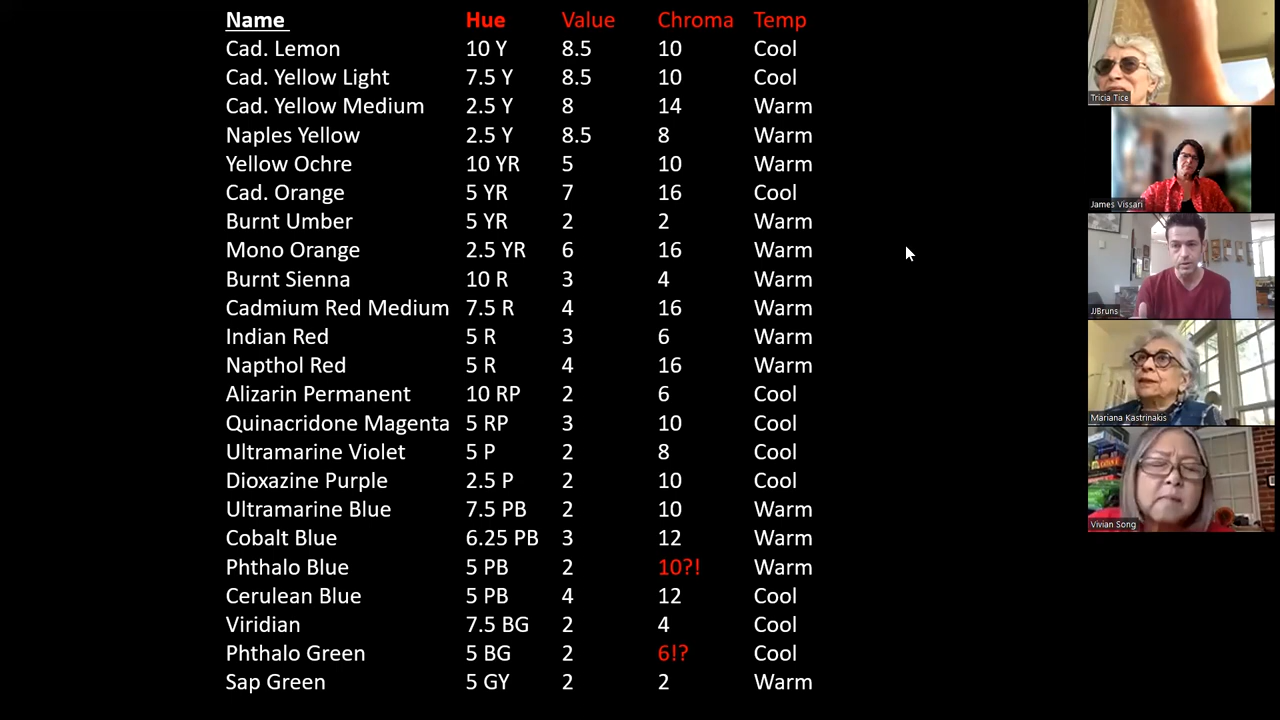 Name Hue Value Chroma Temp
Cad. Lemon 10 Y 8.5 10 Cool
Cad. Yellow Light 7.5 Y 8.5 10 Cool
Cad. Yellow Medium 2.5 Y 8 14 Warm
Naples Yellow 2.5 Y 8.5 8 Warm
Yellow Ochre 10 YR 5 10 Warm
Cad. Orange 5 YR 7 16 Cool
Burnt Umber 5 YR 2 2 Warm
Mono Orange 2.5 YR 6 16 Warm
Burnt Sienna 10 R 3 4 Warm
Cadmium Red Medium 7.5 R 4 16 Warm
Indian Red 5 R 3 6 Warm
Napthol Red 5 R 4 16 Warm
Alizarin Permanent 10 RP 2 6 Cool
Quinacridone Magenta 5 RP 3 10 Cool
Ultramarine Violet 5 P 2 8 Cool
Dioxazine Purple 2.5 P 2 10 Cool
Ultramarine Blue 7.5 PB 2 10 Warm
Cobalt Blue 6.25 PB 3 12 Warm
Phthalo Blue 5 PB 2 10?! Warm
Cerulean Blue 5 PB 4 12 Cool
Viridian 7.5 BG 2 4 Cool
Phthalo Green 5 BG 2 6!? Cool
Sap Green 5 GY 2 2 Warm
Tricia Tice
James Vissari
JJBruns
Mariana Kastrinakis
Vivian Song